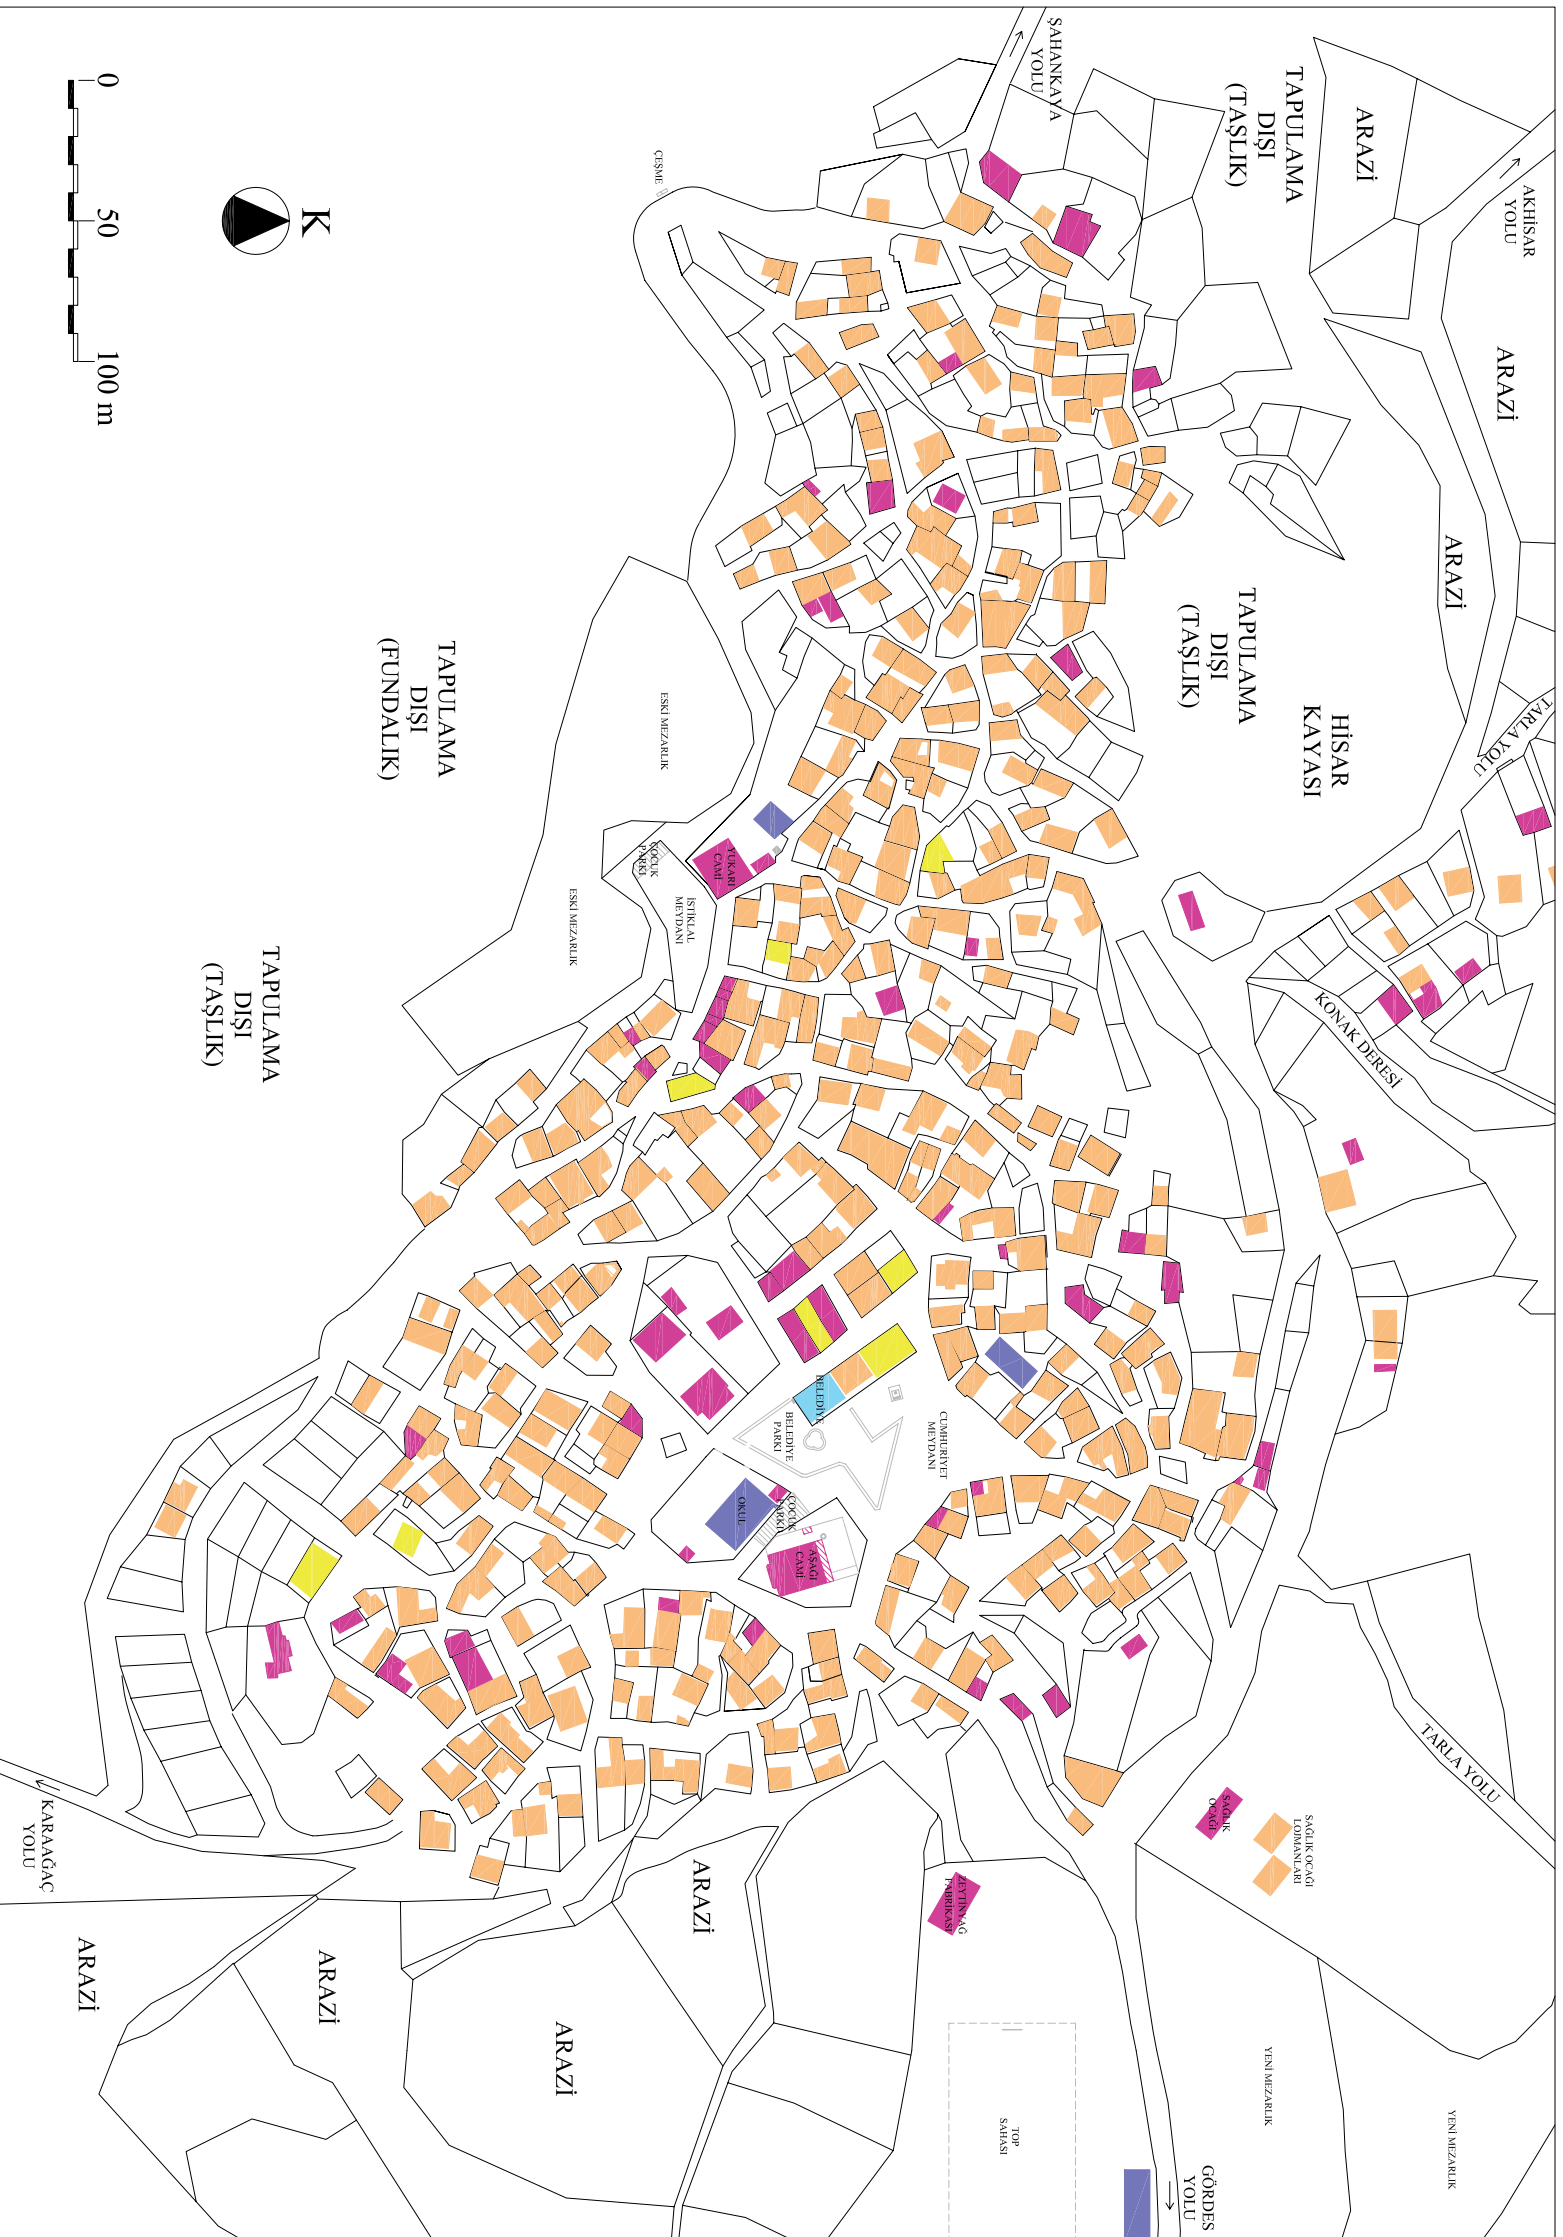 ŞAHANKAYA
YOLU
TAPULAMA
DIŞI
(TAŞLIK)
ARAZİ
AKHİSAR
YOLU
ARAZİ
ARAZİ
0
50
100 m
K
ÇEŞME
TAPULAMA
DIŞI
(TAŞLIK)
HİSAR
KAYASI
TARLA YOLU
TAPULAMA
DIŞI
(FUNDALIK)
ESKİ MEZARLIK
YUKARI
CAMİ
ÇOCUK
PARKI
İSTİKLAL
MEYDANI
ESKİ MEZARLIK
TAPULAMA
DIŞI
(TAŞLIK)
KONAK DERESİ
BELEDİYE
BELEDİYE
PARKI
CUMHURİYET
MEYDANI
OKUL
ÇOCUK
PARKI
AŞAĞI
CAMİ
TARLA YOLU
SAĞLIK
OCAĞI
SAĞLIK OCAĞI
LOJMANLARI
ZEYTİNYAĞ
FABRİKASI
KARAAĞAÇ
YOLU
ARAZİ
ARAZİ
ARAZİ
ARAZİ
TOP
SAHASI
YENİ MEZARLIK
YENİ MEZARLIK
GÖRDES
YOLU